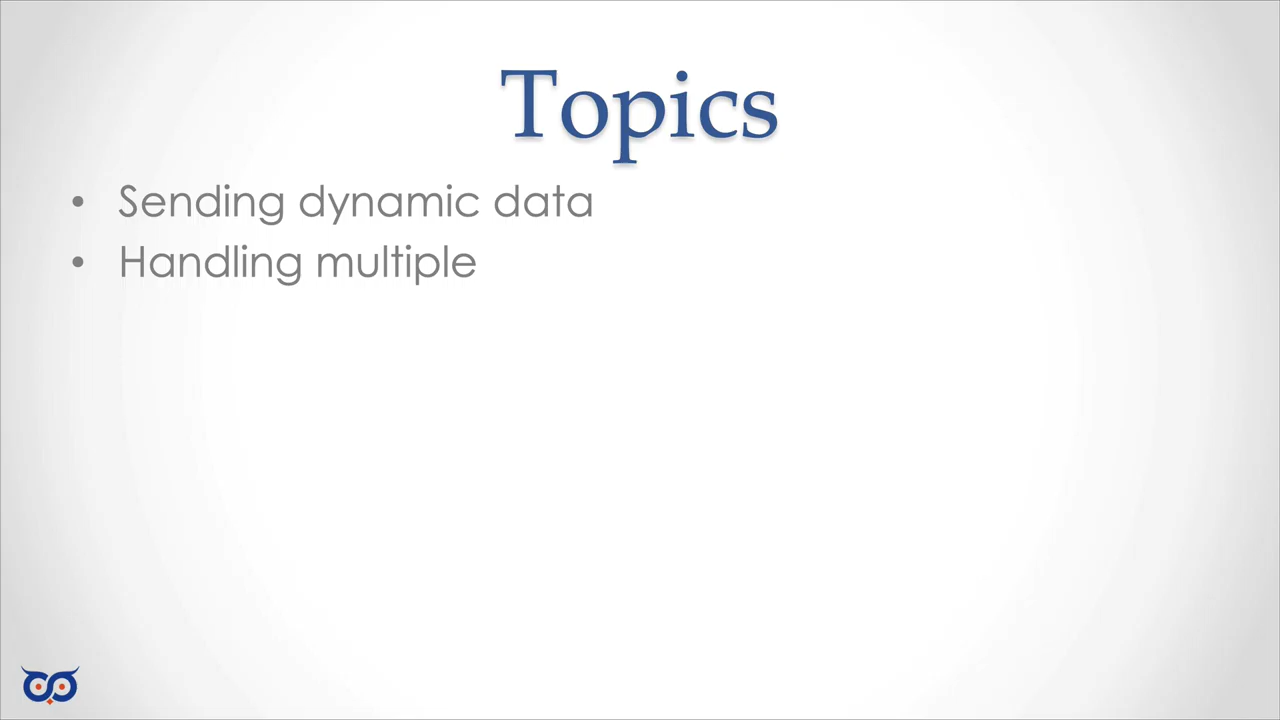 Topics
• Sending dynamic data
• Handling multiple